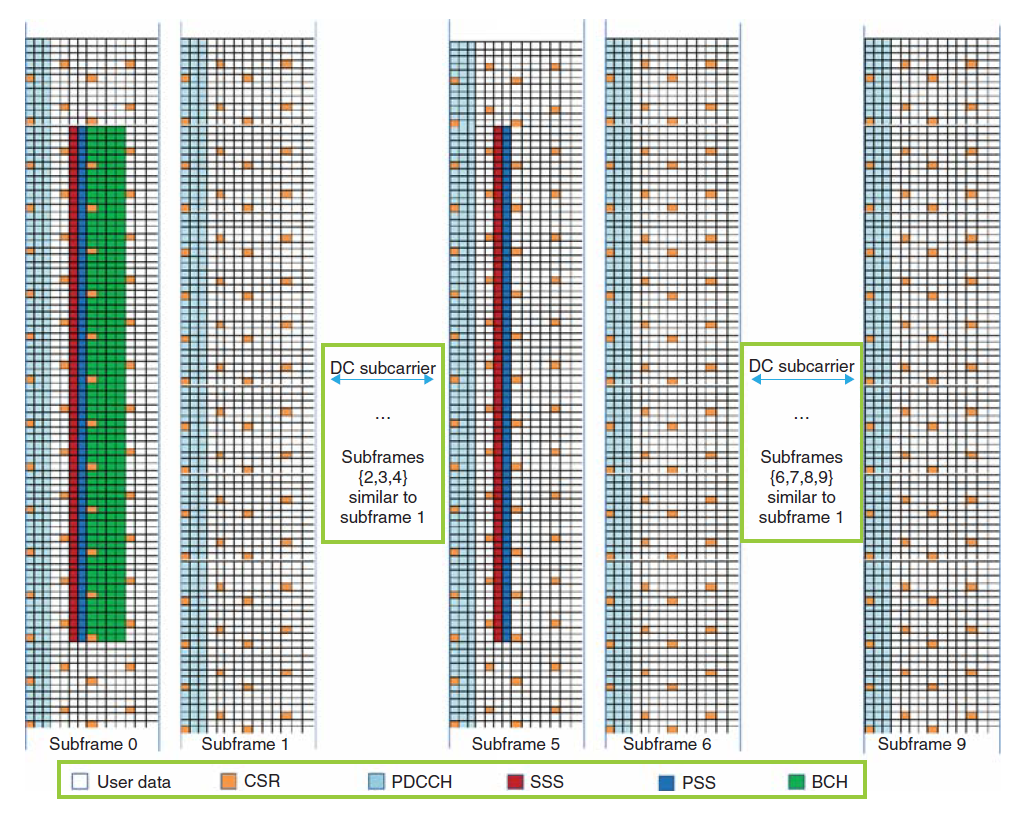 DC subcarrier
...
Subframes
{2,3,4}
similar to
subframe 1
DC subcarrier
...
Subframes
{6,7,8,9}
similar to
subframe 1
Subframe 0
Subframe 1
Subframe 5
Subframe 6
Subframe 9
User data CSR PDCCH SSS PSS BCH